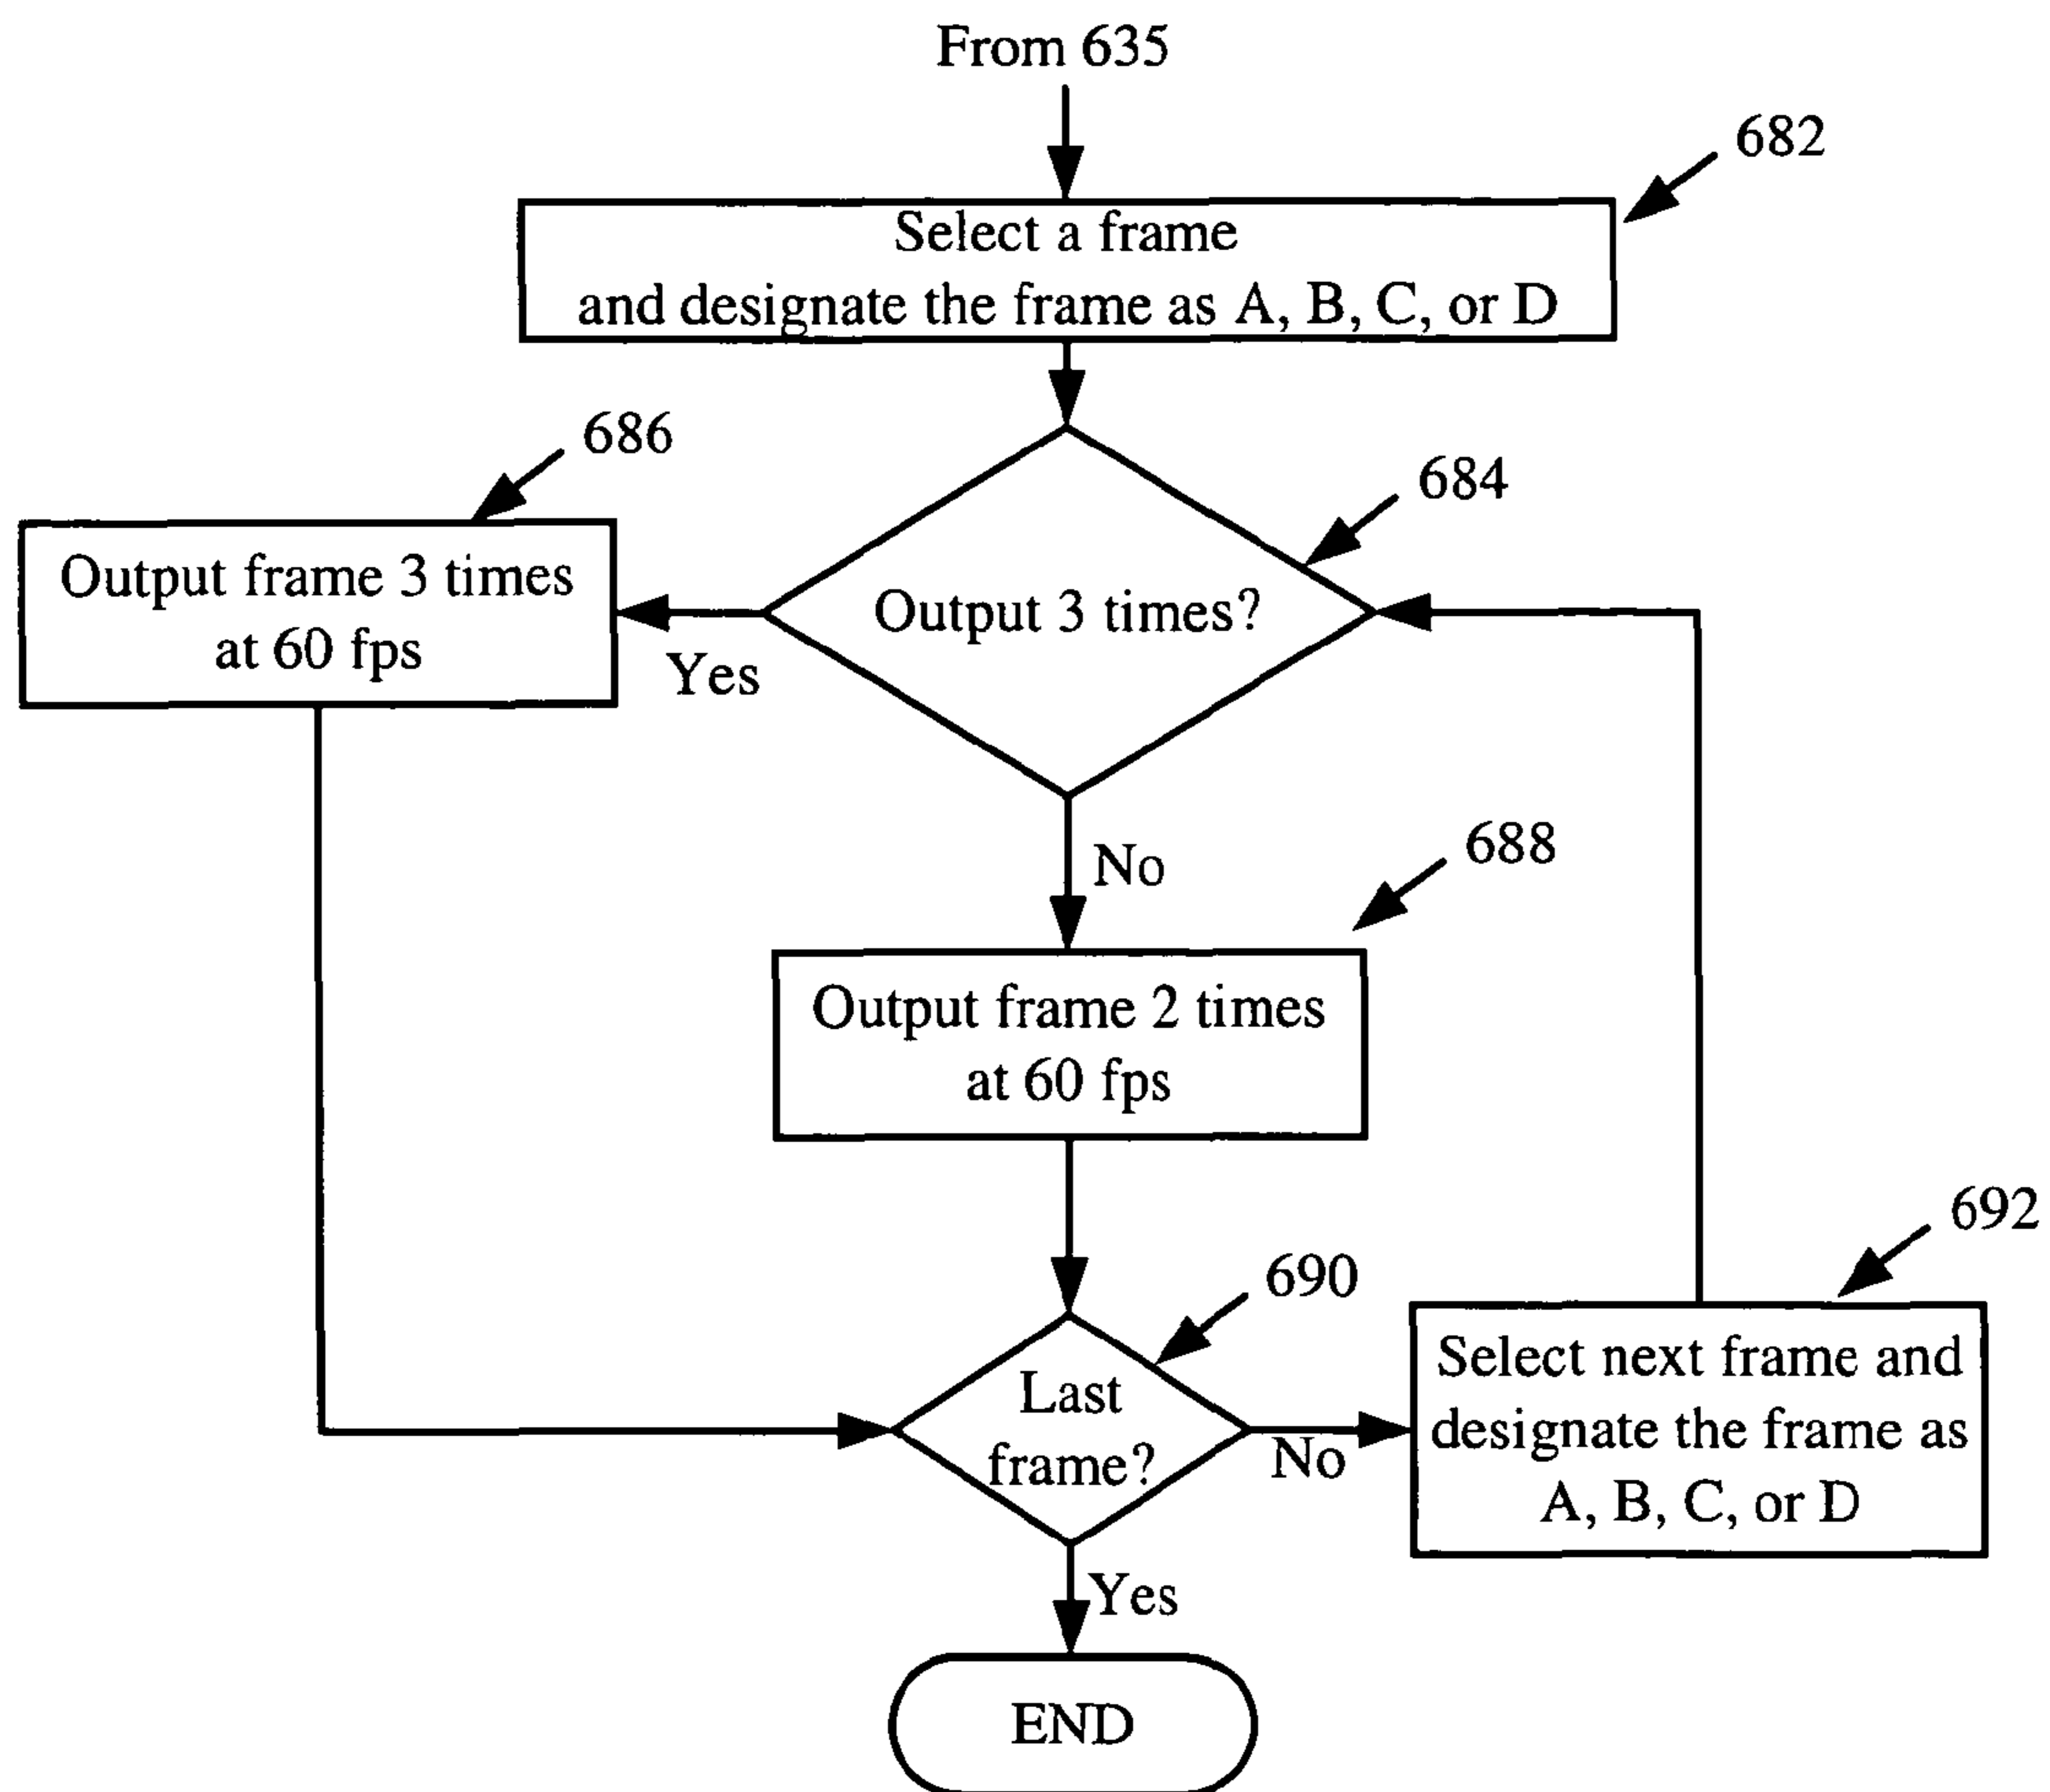 From 635
682
Select a frame
and designate the frame as A, B, C, or D
686
684
Output frame 3 times
at 60 fps
Output 3 times?
Yes
No
688
Output frame 2 times
at 60 fps
692
690
Last
frame?
No
Select next frame and
designate the frame as
A, B, C, or D
Yes
END